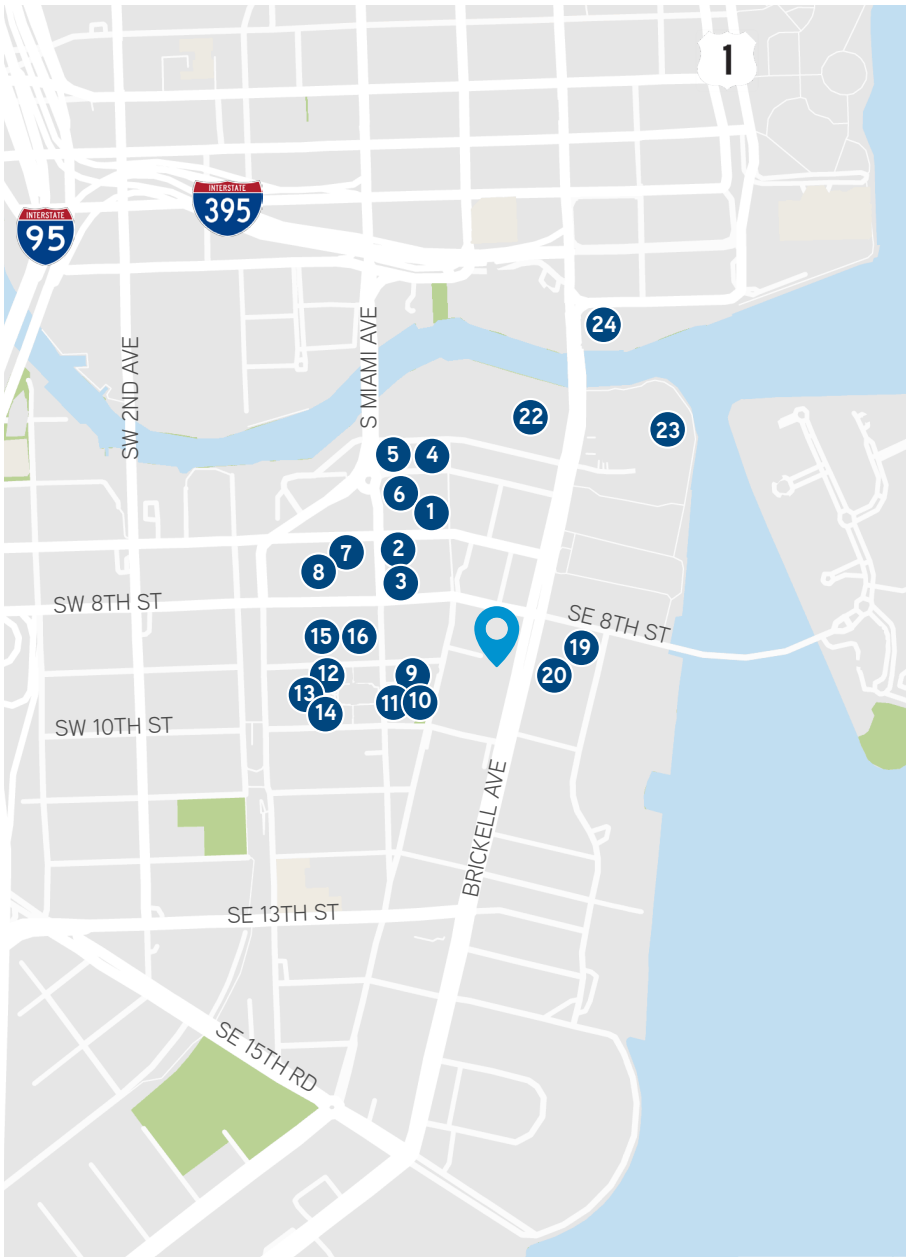 1
INTERSTATE
395
INTERSTATE
95
24
S MIAMI AVE
SW 2ND AVE
22
23
5
4
6
1
2
7
8
3
SW 8TH ST
SE 8TH ST
15
16
19
12
9
20
13
11
10
14
SW 10TH ST
BRICKELL AVE
SE 13TH ST
SE 15TH RD